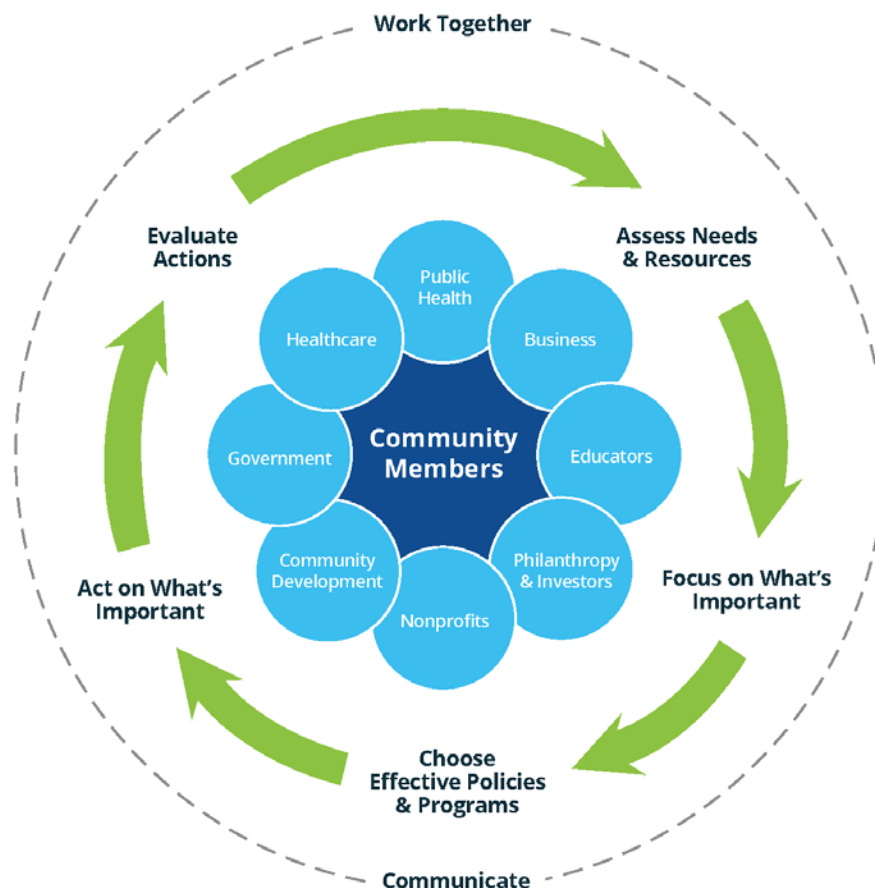 Work Together
Evaluate
Actions
Assess Needs
& Resources
Public
Health
Healthcare
Business
Community
Members
Government
Educators
Community
Development
Philanthropy
& Investors
Nonprofits
Act on What's
Important
Focus on What's
Important
Choose
Effective Policies
& Programs
Communicate